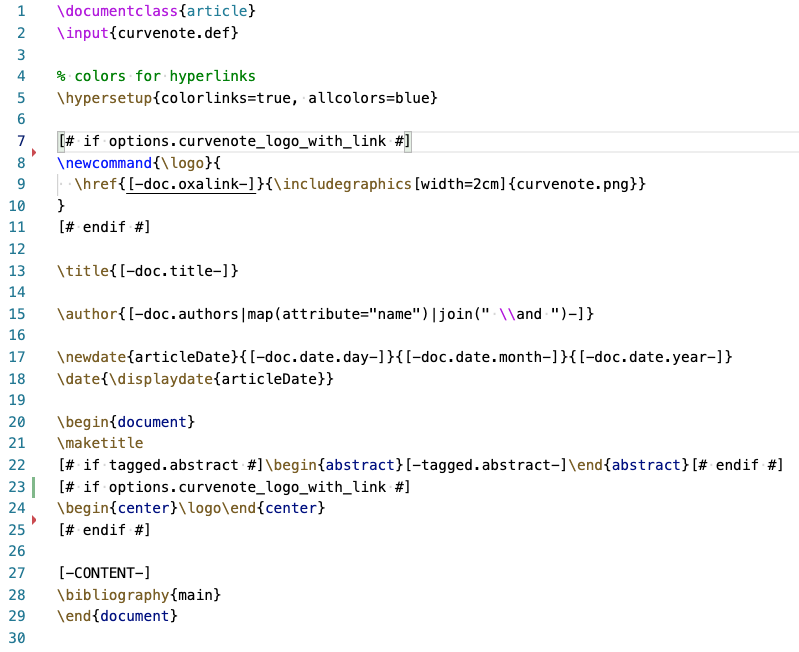 1 \documentclass{article}
2 \input{curvenote.def}
3
4 % colors for hyperlinks
5 \hypersetup{colorlinks=true, allcolors=blue}
6
7 [# if options.curvenote_logo_with_link #]
8 \newcommand{\logo}{
9   \href{[-doc.oxalink-]}{\includegraphics[width=2cm]{curvenote.png}}
10 }
11 [# endif #]
12
13 \title{[-doc.title-]}
14
15 \author{[-doc.authors|map(attribute="name")|join(" \\and ")-]}
16
17 \newdate{articleDate}{[-doc.date.day-]}{[-doc.date.month-]}{[-doc.date.year-]}
18 \date{\displaydate{articleDate}}
19
20 \begin{document}
21 \maketitle
22 [# if tagged.abstract #]\begin{abstract}[-tagged.abstract-]\end{abstract}[# endif #]
23 [# if options.curvenote_logo_with_link #]
24 \begin{center}\logo\end{center}
25 [# endif #]
26
27 [-CONTENT-]
28 \bibliography{main}
29 \end{document}
30